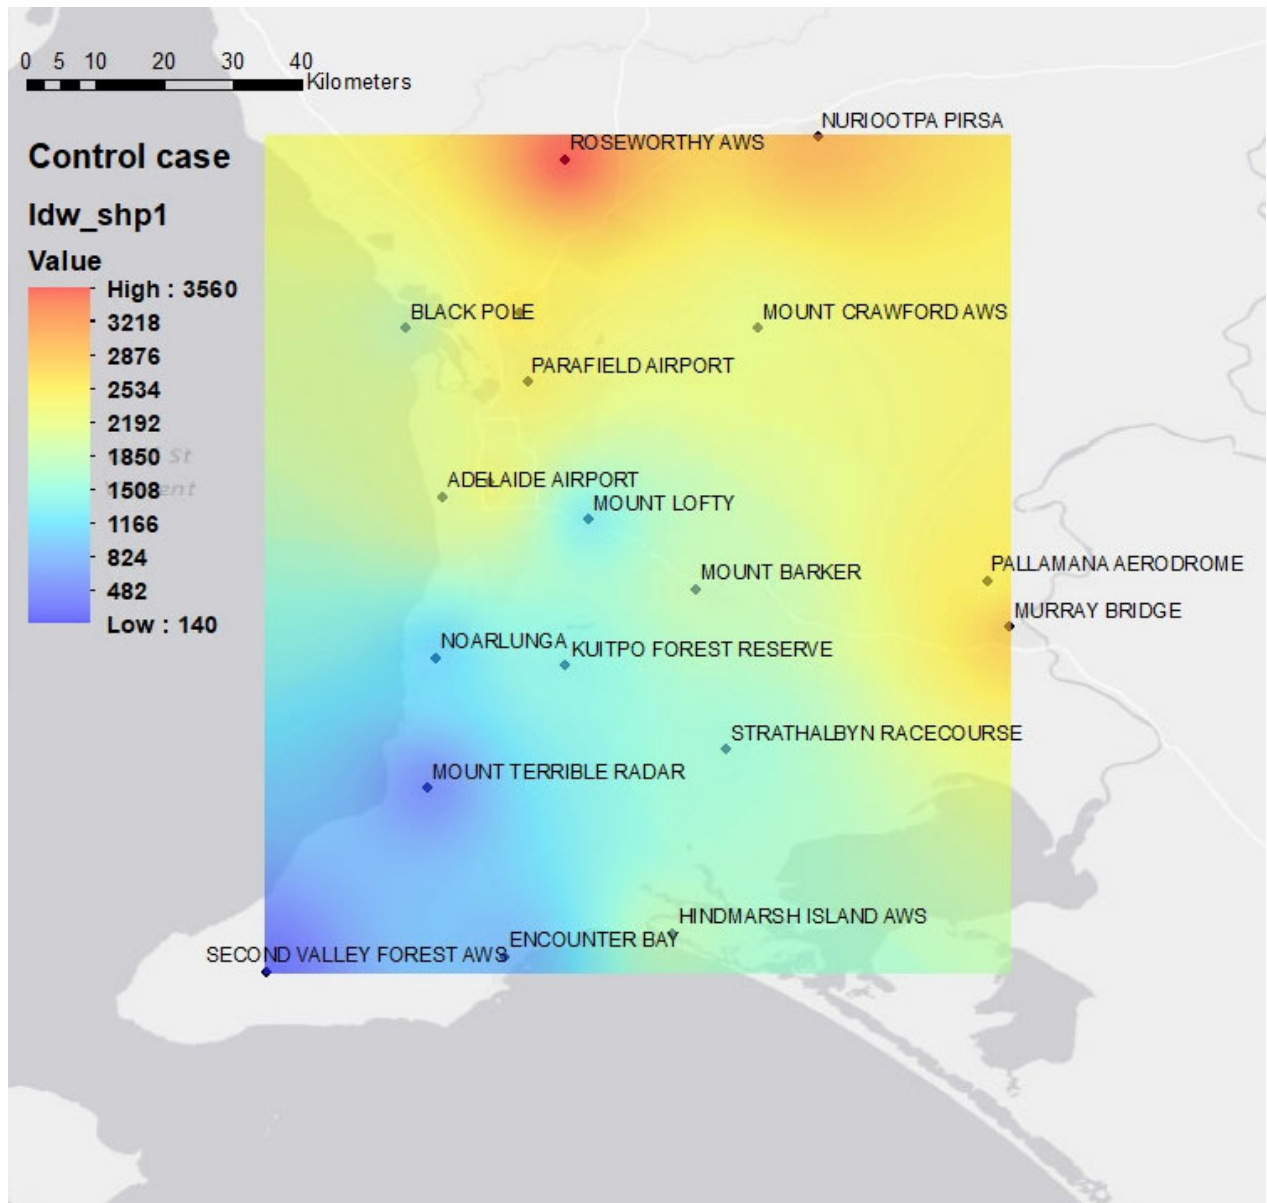 0 5 10 20 30 40
Kilometers
NURIOOTPA PIRSA
ROSEWORTHY AWS
Control case
Idw_shp1
Value
High : 3560
3218
2876
2534
2192
1850
1508
1166
824
482
Low : 140
St
ent
BLACK POLE
MOUNT CRAWFORD AWS
PARAFIELD AIRPORT
ADELAIDE AIRPORT
MOUNT LOFTY
MOUNT BARKER
PALLAMANA AERODROME
MURRAY BRIDGE
NOARLUNGA
KUITPO FOREST RESERVE
STRATHALBYN RACECOURSE
MOUNT TERRIBLE RADAR
HINDMARSH ISLAND AWS
ENCOUNTER BAY
SECOND VALLEY FOREST AWS